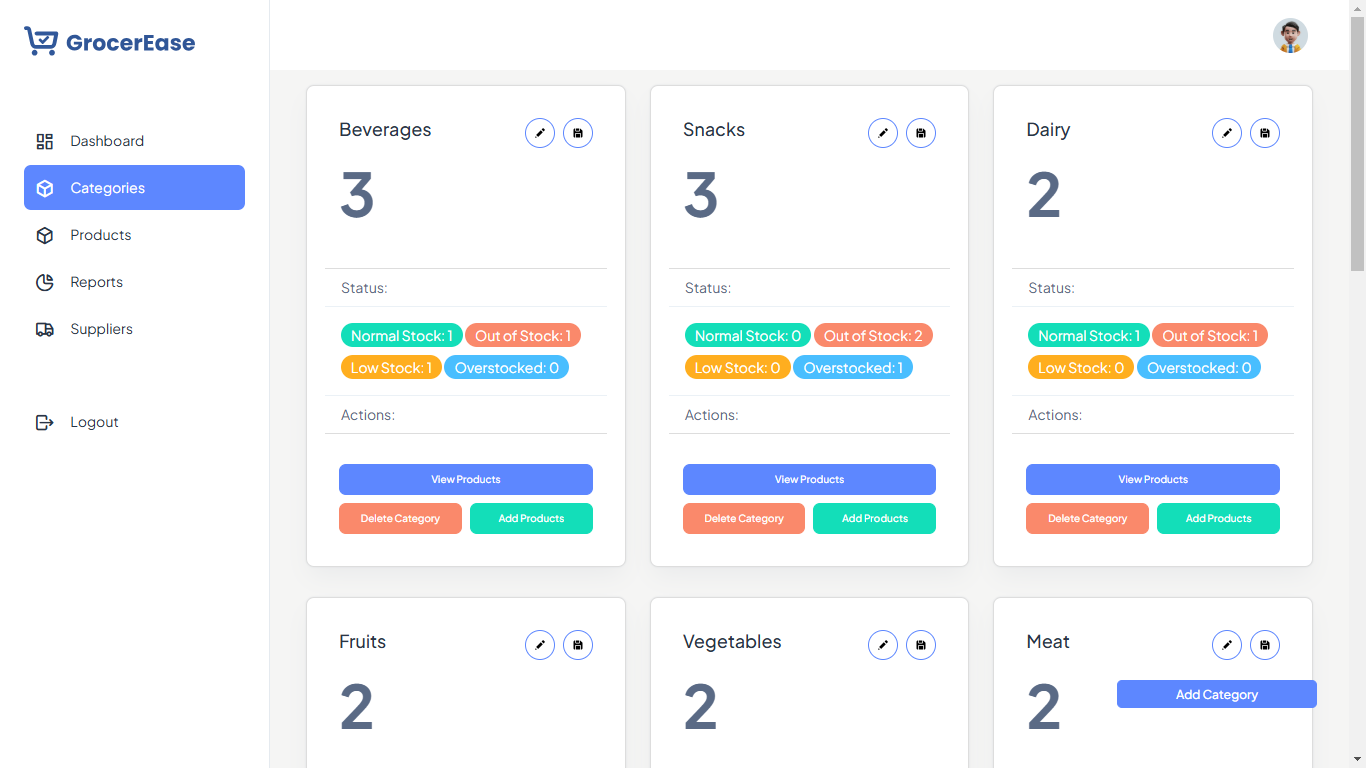 GrocerEase
Dashboard
Categories
Products
Reports
Suppliers
Logout
Beverages
3
Status:
Normal Stock: 1 Out of Stock: 1
Low Stock: 1 Overstocked: 0
Actions:
View Products
Delete Category Add Products
Snacks
3
Status:
Normal Stock: 0 Out of Stock: 2
Low Stock: 0 Overstocked: 1
Actions:
View Products
Delete Category Add Products
Dairy
2
Status:
Normal Stock: 1 Out of Stock: 1
Low Stock: 0 Overstocked: 0
Actions:
View Products
Delete Category Add Products
Fruits
2
Vegetables
2
Meat
2
Add Category